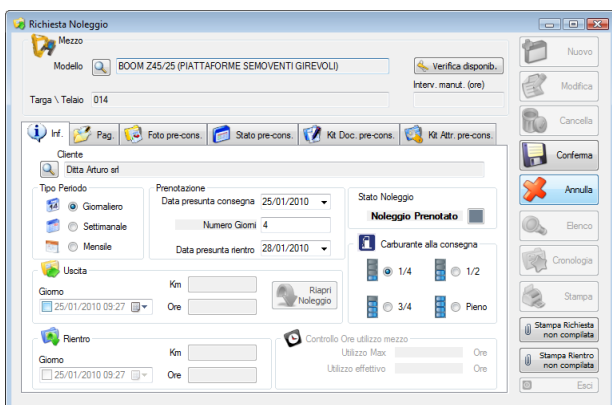 Richiesta Noleggio
Mezzo
Modello BOOM Z45/25 (PIATTAFORME SEMOVENTI GIREVOLI) Verifica disponib.
Interv. manut. (ore)
Targa \ Telaio 014
Inf. Pag. Foto pre-cons. Stato pre-cons. Kit Doc. pre-cons. Kit Attr. pre-cons.
Cliente
Ditta Arturo srl
Tipo Periodo
Giornaliero
Settimanale
Mensile
Prenotazione
Data presunta consegna 25/01/2010
Numero Giorni 4
Data presunta rientro 28/01/2010
Stato Noleggio
Noleggio Prenotato
Carburante alla consegna
1/4 1/2
3/4 Pieno
Uscita
Giorno Km
25/01/2010 09:27 Ore
Riapri
Noleggio
Rientro
Giorno Km
25/01/2010 09:27 Ore
Controllo Ore utilizzo mezzo
Utilizzo Max Ore
Utilizzo effettivo Ore
Nuovo
Modifica
Cancella
Conferma
Annulla
Elenco
Cronologia
Stampa
Stampa Richiesta
non compilata
Stampa Rientro
non compilata
Esci